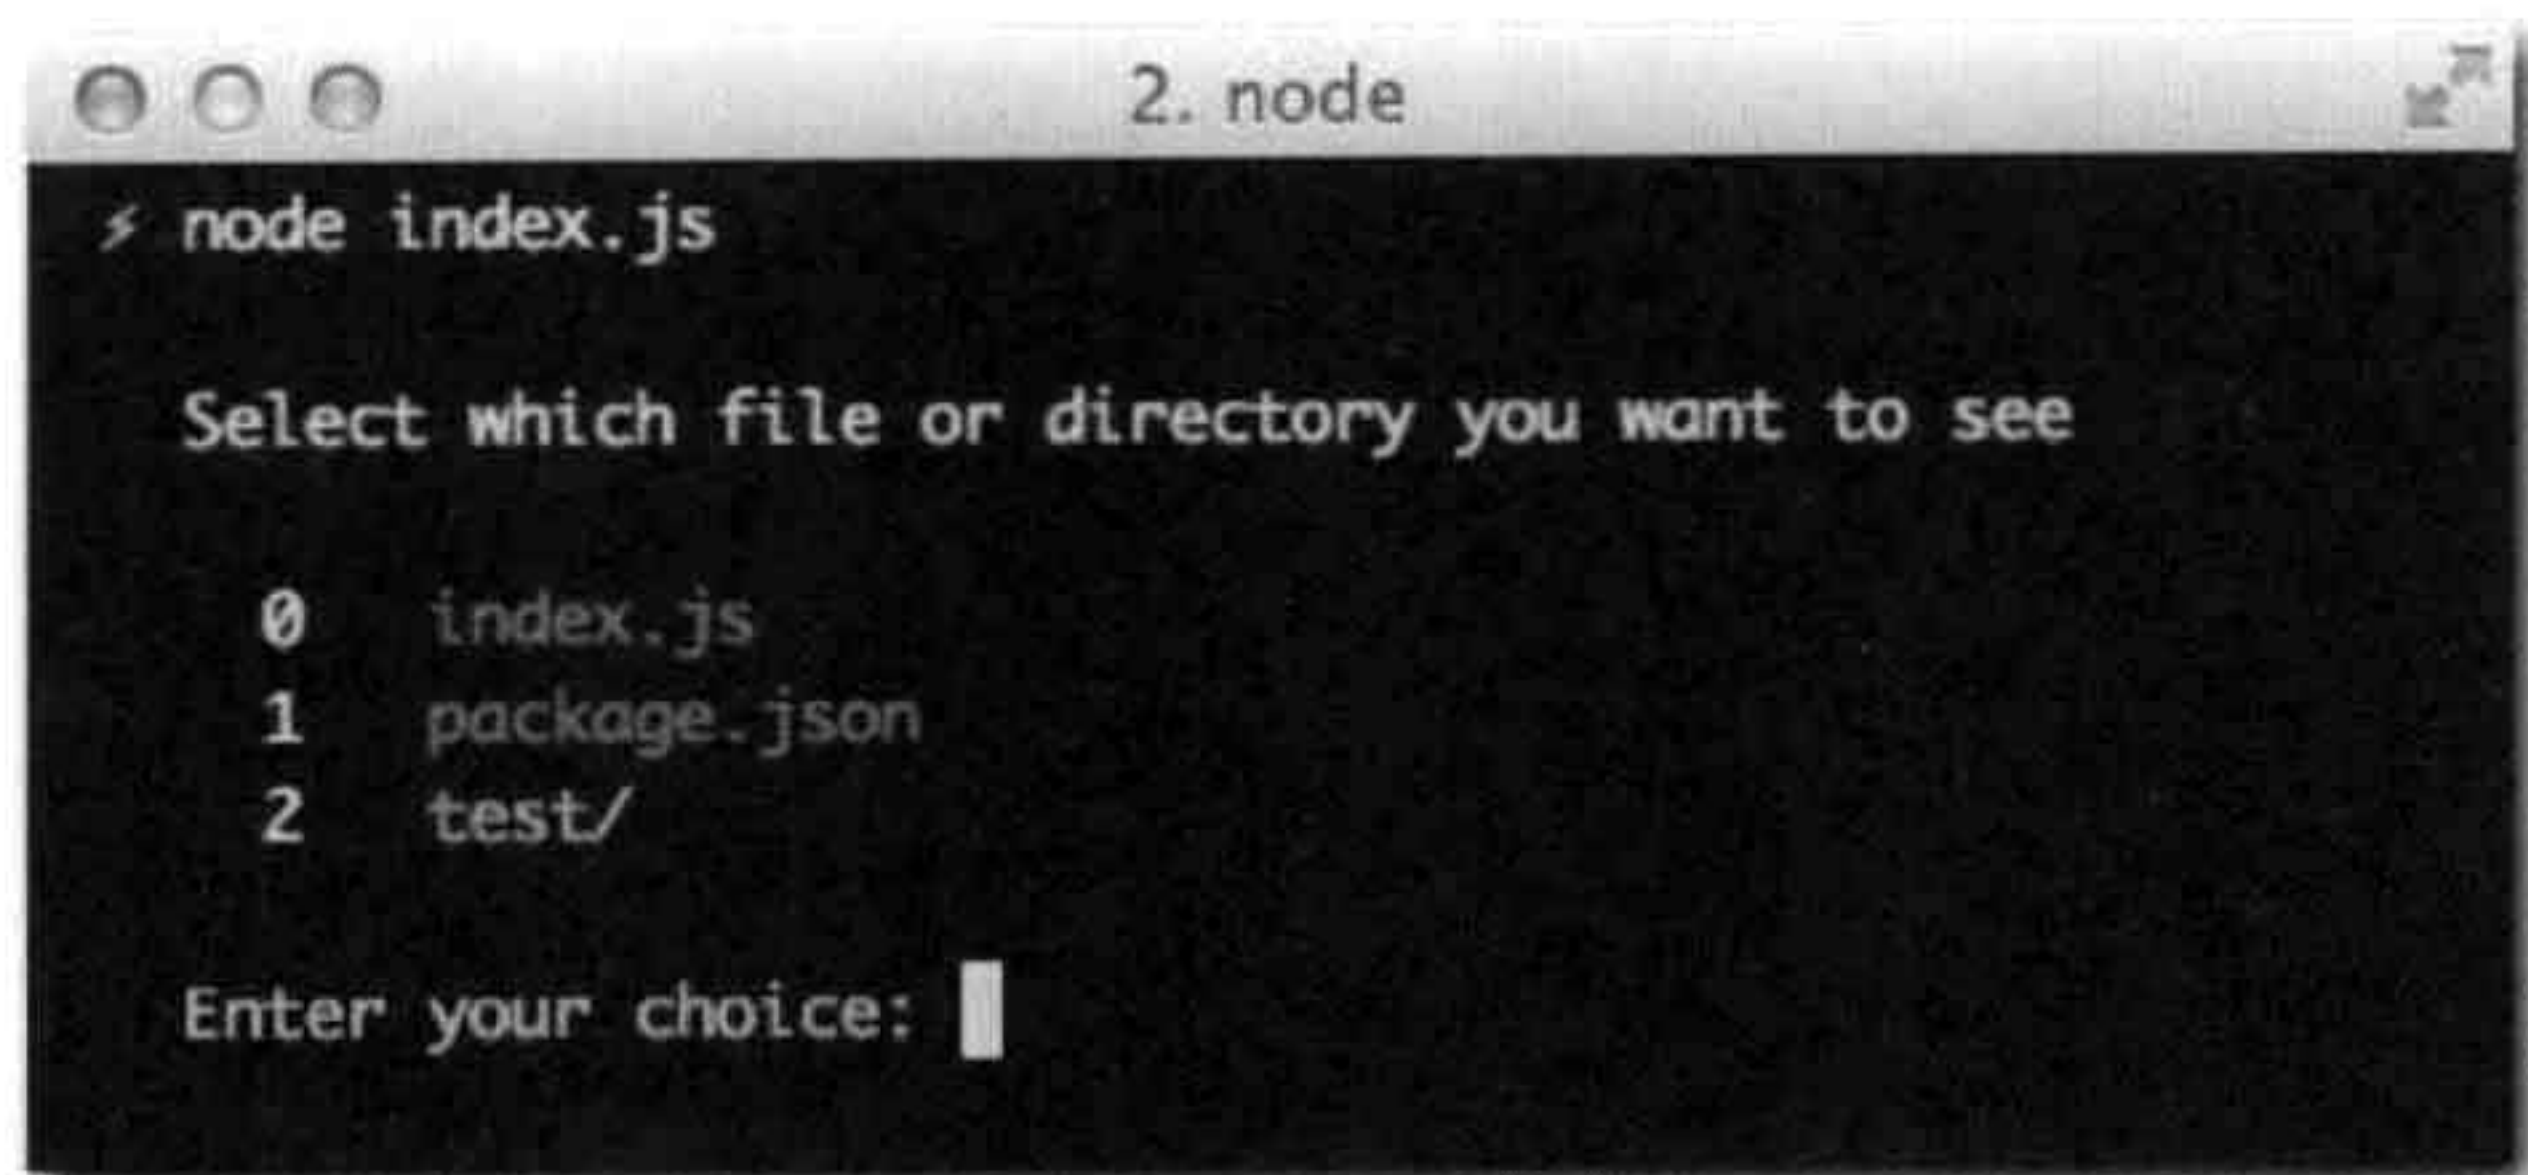 2. node
⚡ node index.js
Select which file or directory you want to see
0 index.js
1 package.json
2 test/
Enter your choice: